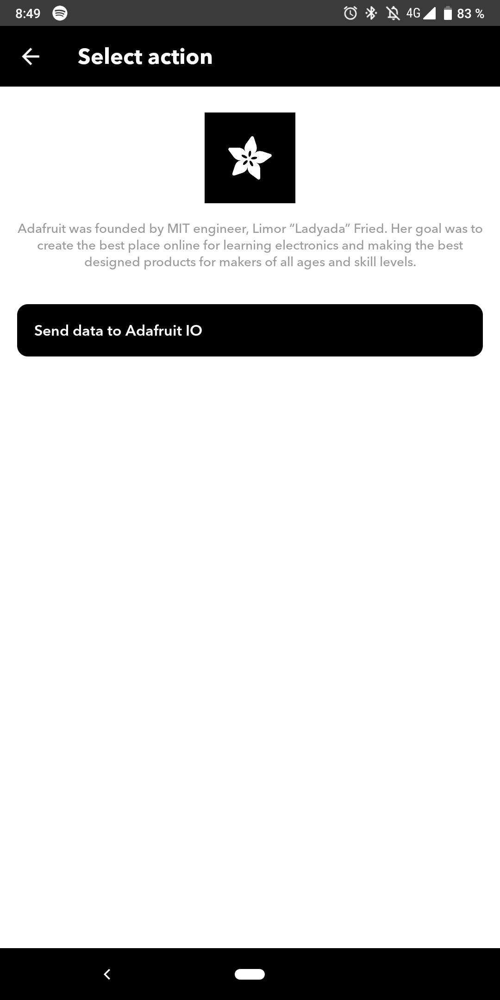 8:49 4G 83 %
Select action
Adafruit was founded by MIT engineer, Limor “Ladyada” Fried. Her goal was to
create the best place online for learning electronics and making the best
designed products for makers of all ages and skill levels.
Send data to Adafruit IO